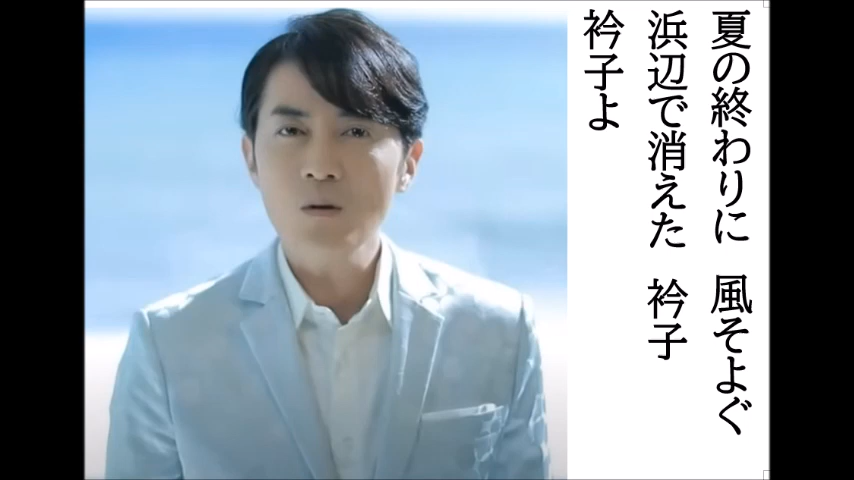 夏の終わりに 風そよぐ
浜辺で消えた 衿子
衿子よ